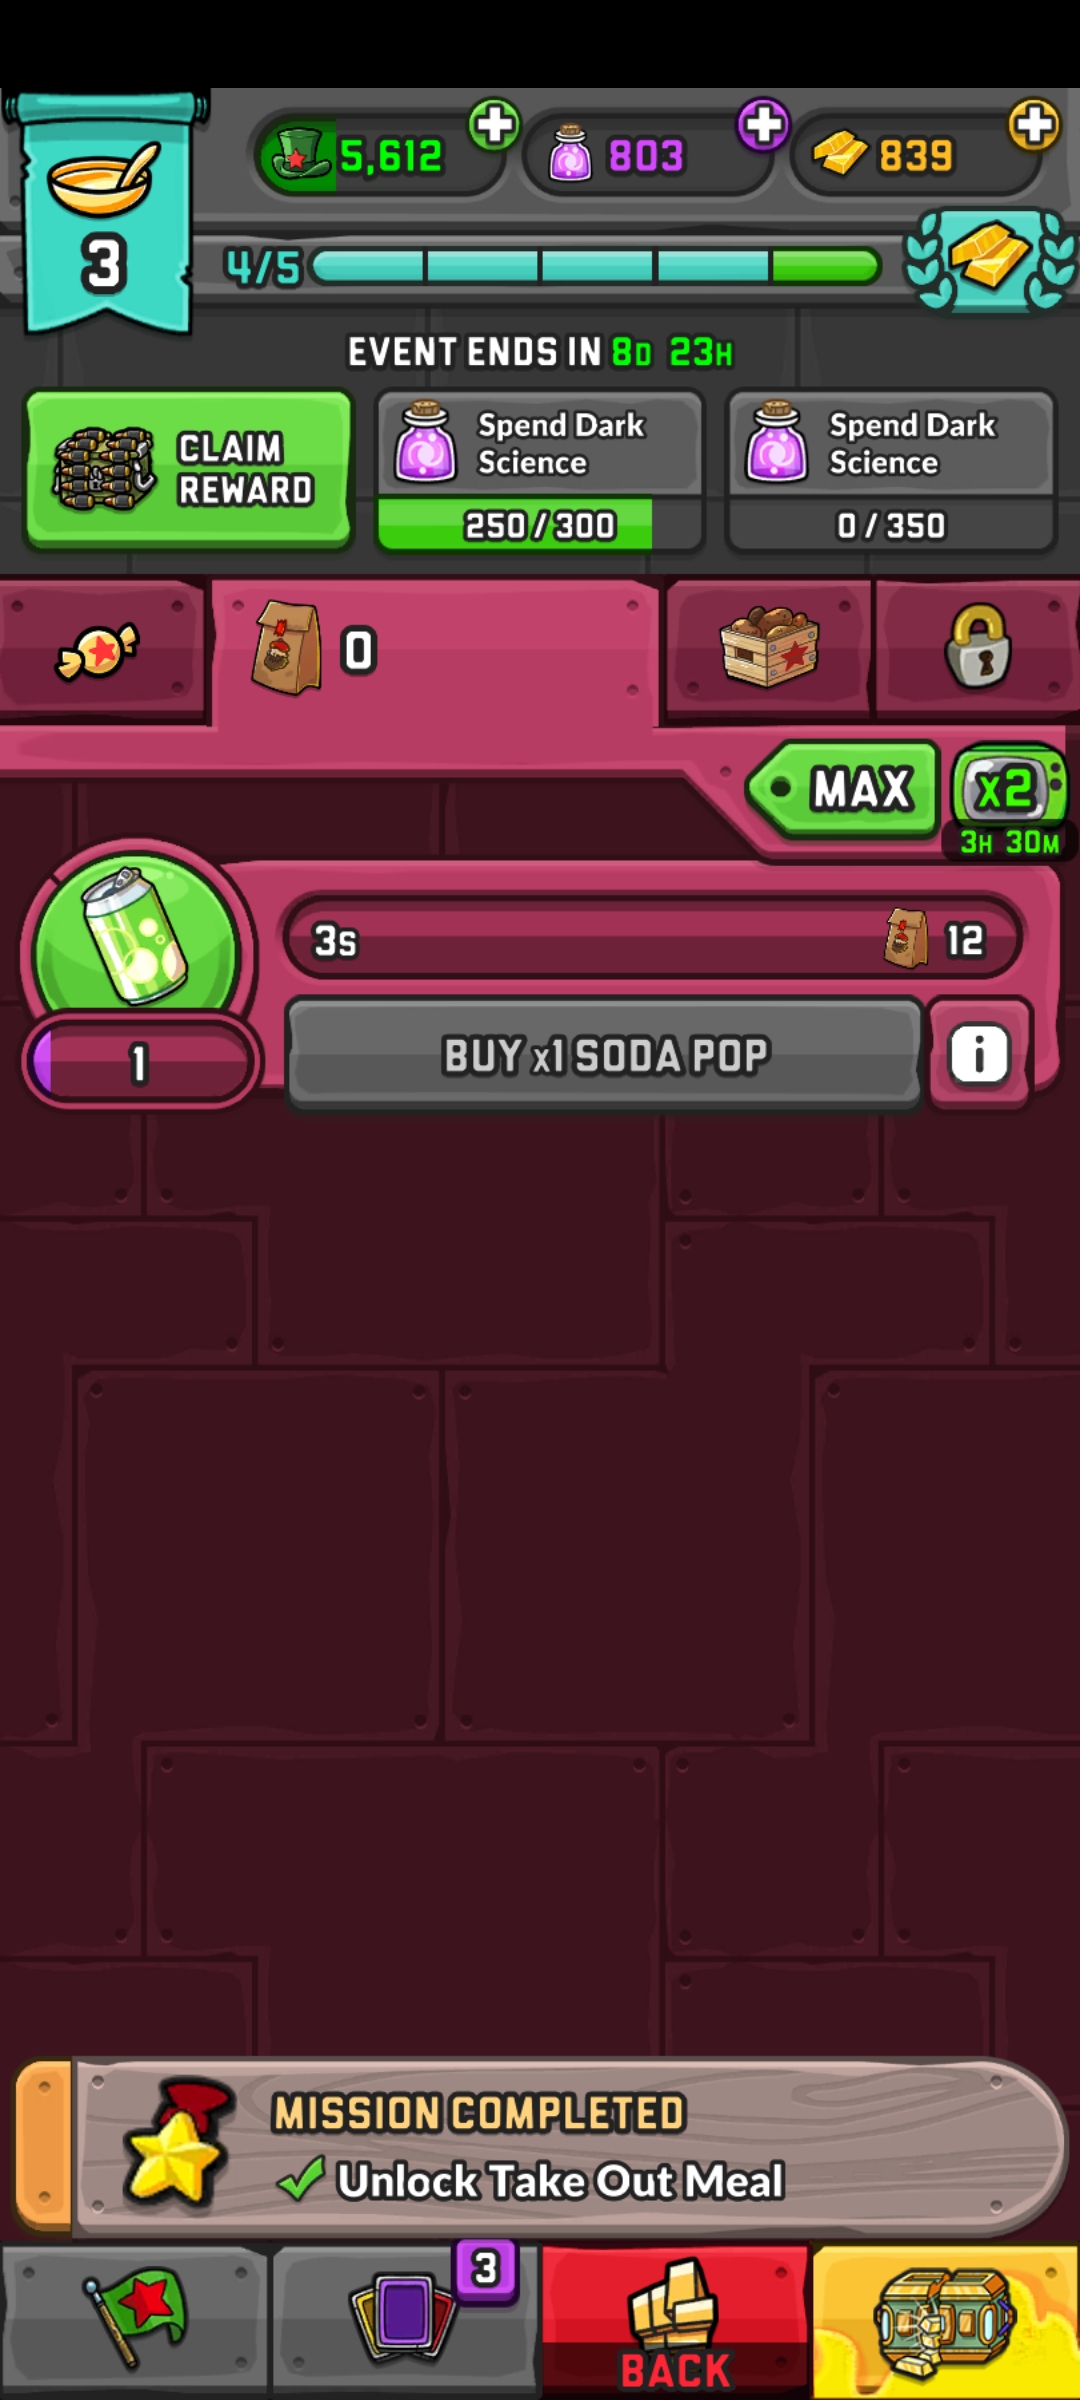 5,612
803
839
3
4/5
EVENT ENDS IN 8D 23H
CLAIM
REWARD
Spend Dark
Science
250 / 300
Spend Dark
Science
0 / 350
0
MAX
x2
3H 30M
3s
12
1
BUY x1 SODA POP
i
MISSION COMPLETED
Unlock Take Out Meal
3
BACK